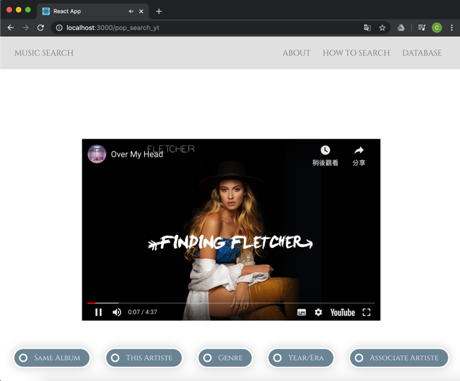 React App
localhost:3000/pop_search_yt
MUSIC SEARCH
ABOUT
HOW TO SEARCH
DATABASE
Over My Head
FLETCHER
稍後觀看
分享
FINDING FLETCHER
0:07 / 4:37
YouTube
SAME ALBUM
THIS ARTISTE
GENRE
YEAR/ERA
ASSOCIATE ARTISTE